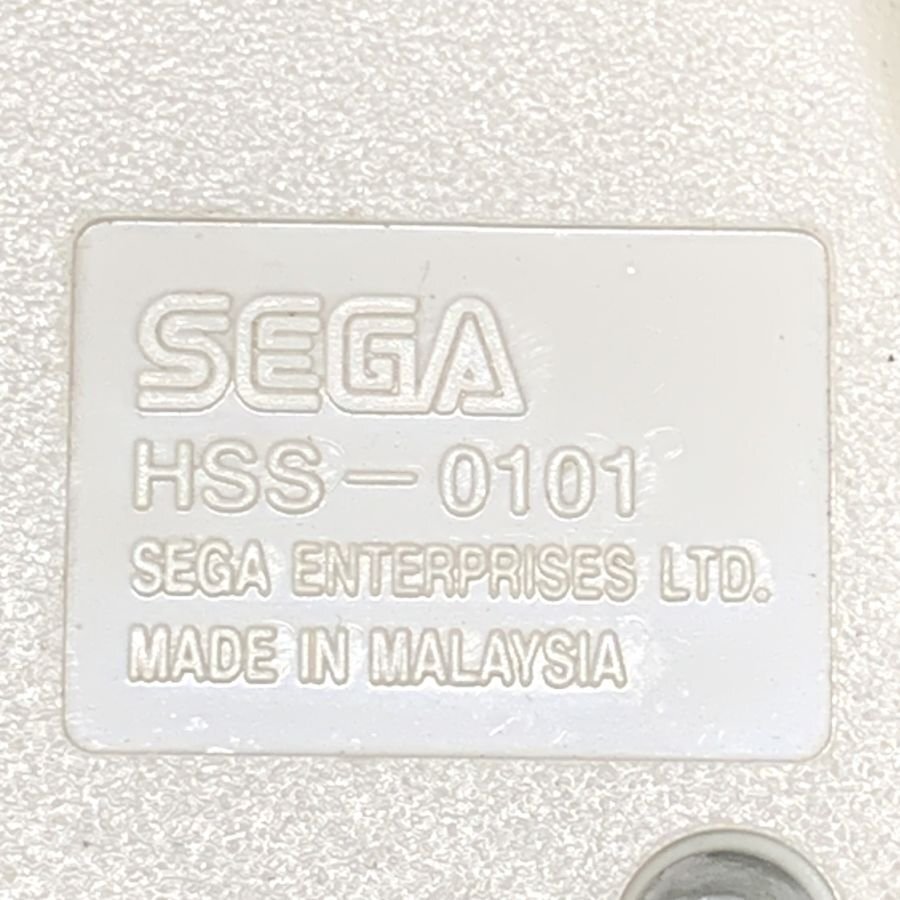 SEGA
HSS-0101
SEGA ENTERPRISES LTD.
MADE IN MALAYSIA